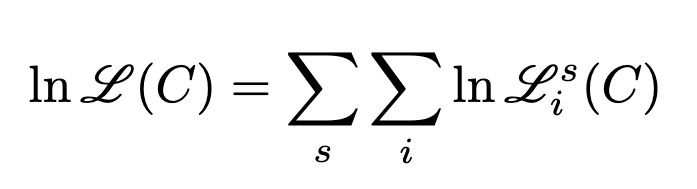 ln ℒ(C) = ∑_s ∑_i ln ℒ_i^s(C)